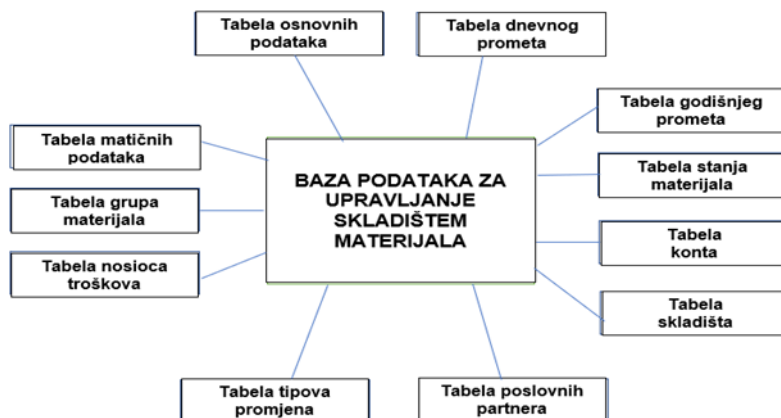 Tabela osnovnih
podataka
Tabela dnevnog
prometa
Tabela godišnjeg
prometa
Tabela matičnih
podataka
BAZA PODATAKA ZA
UPRAVLJANJE
SKLADIŠTEM
MATERIJALA
Tabela stanja
materijala
Tabela grupa
materijala
Tabela
konta
Tabela nosioca
troškova
Tabela
skladišta
Tabela tipova
promjena
Tabela poslovnih
partnera